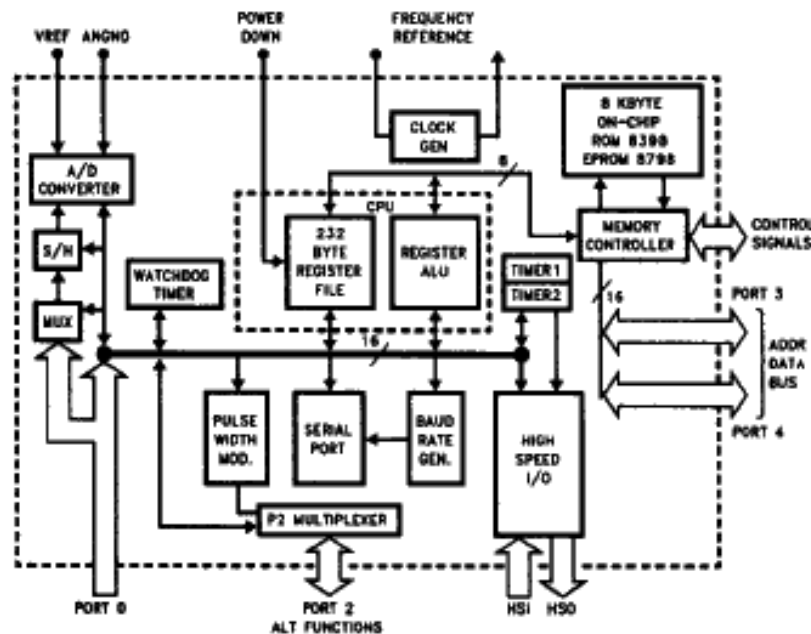 VREF
ANGND
POWER
DOWN
FREQUENCY
REFERENCE
8 KBYTE
ON-CHIP
ROM 8398
EPROM 8798
CLOCK
GEN
A/D
CONVERTER
8
CPU
S/H
232
BYTE
REGISTER
FILE
REGISTER
ALU
MEMORY
CONTROLLER
CONTROL
SIGNALS
WATCHDOG
TIMER
TIMER1
TIMER2
MUX
16
16
PORT 3
ADDR
DATA
BUS
PORT 4
PULSE
WIDTH
MOD.
SERIAL
PORT
BAUD
RATE
GEN.
HIGH
SPEED
I/O
P2 MULTIPLEXER
PORT 0
PORT 2
ALT FUNCTIONS
HSI
HSO